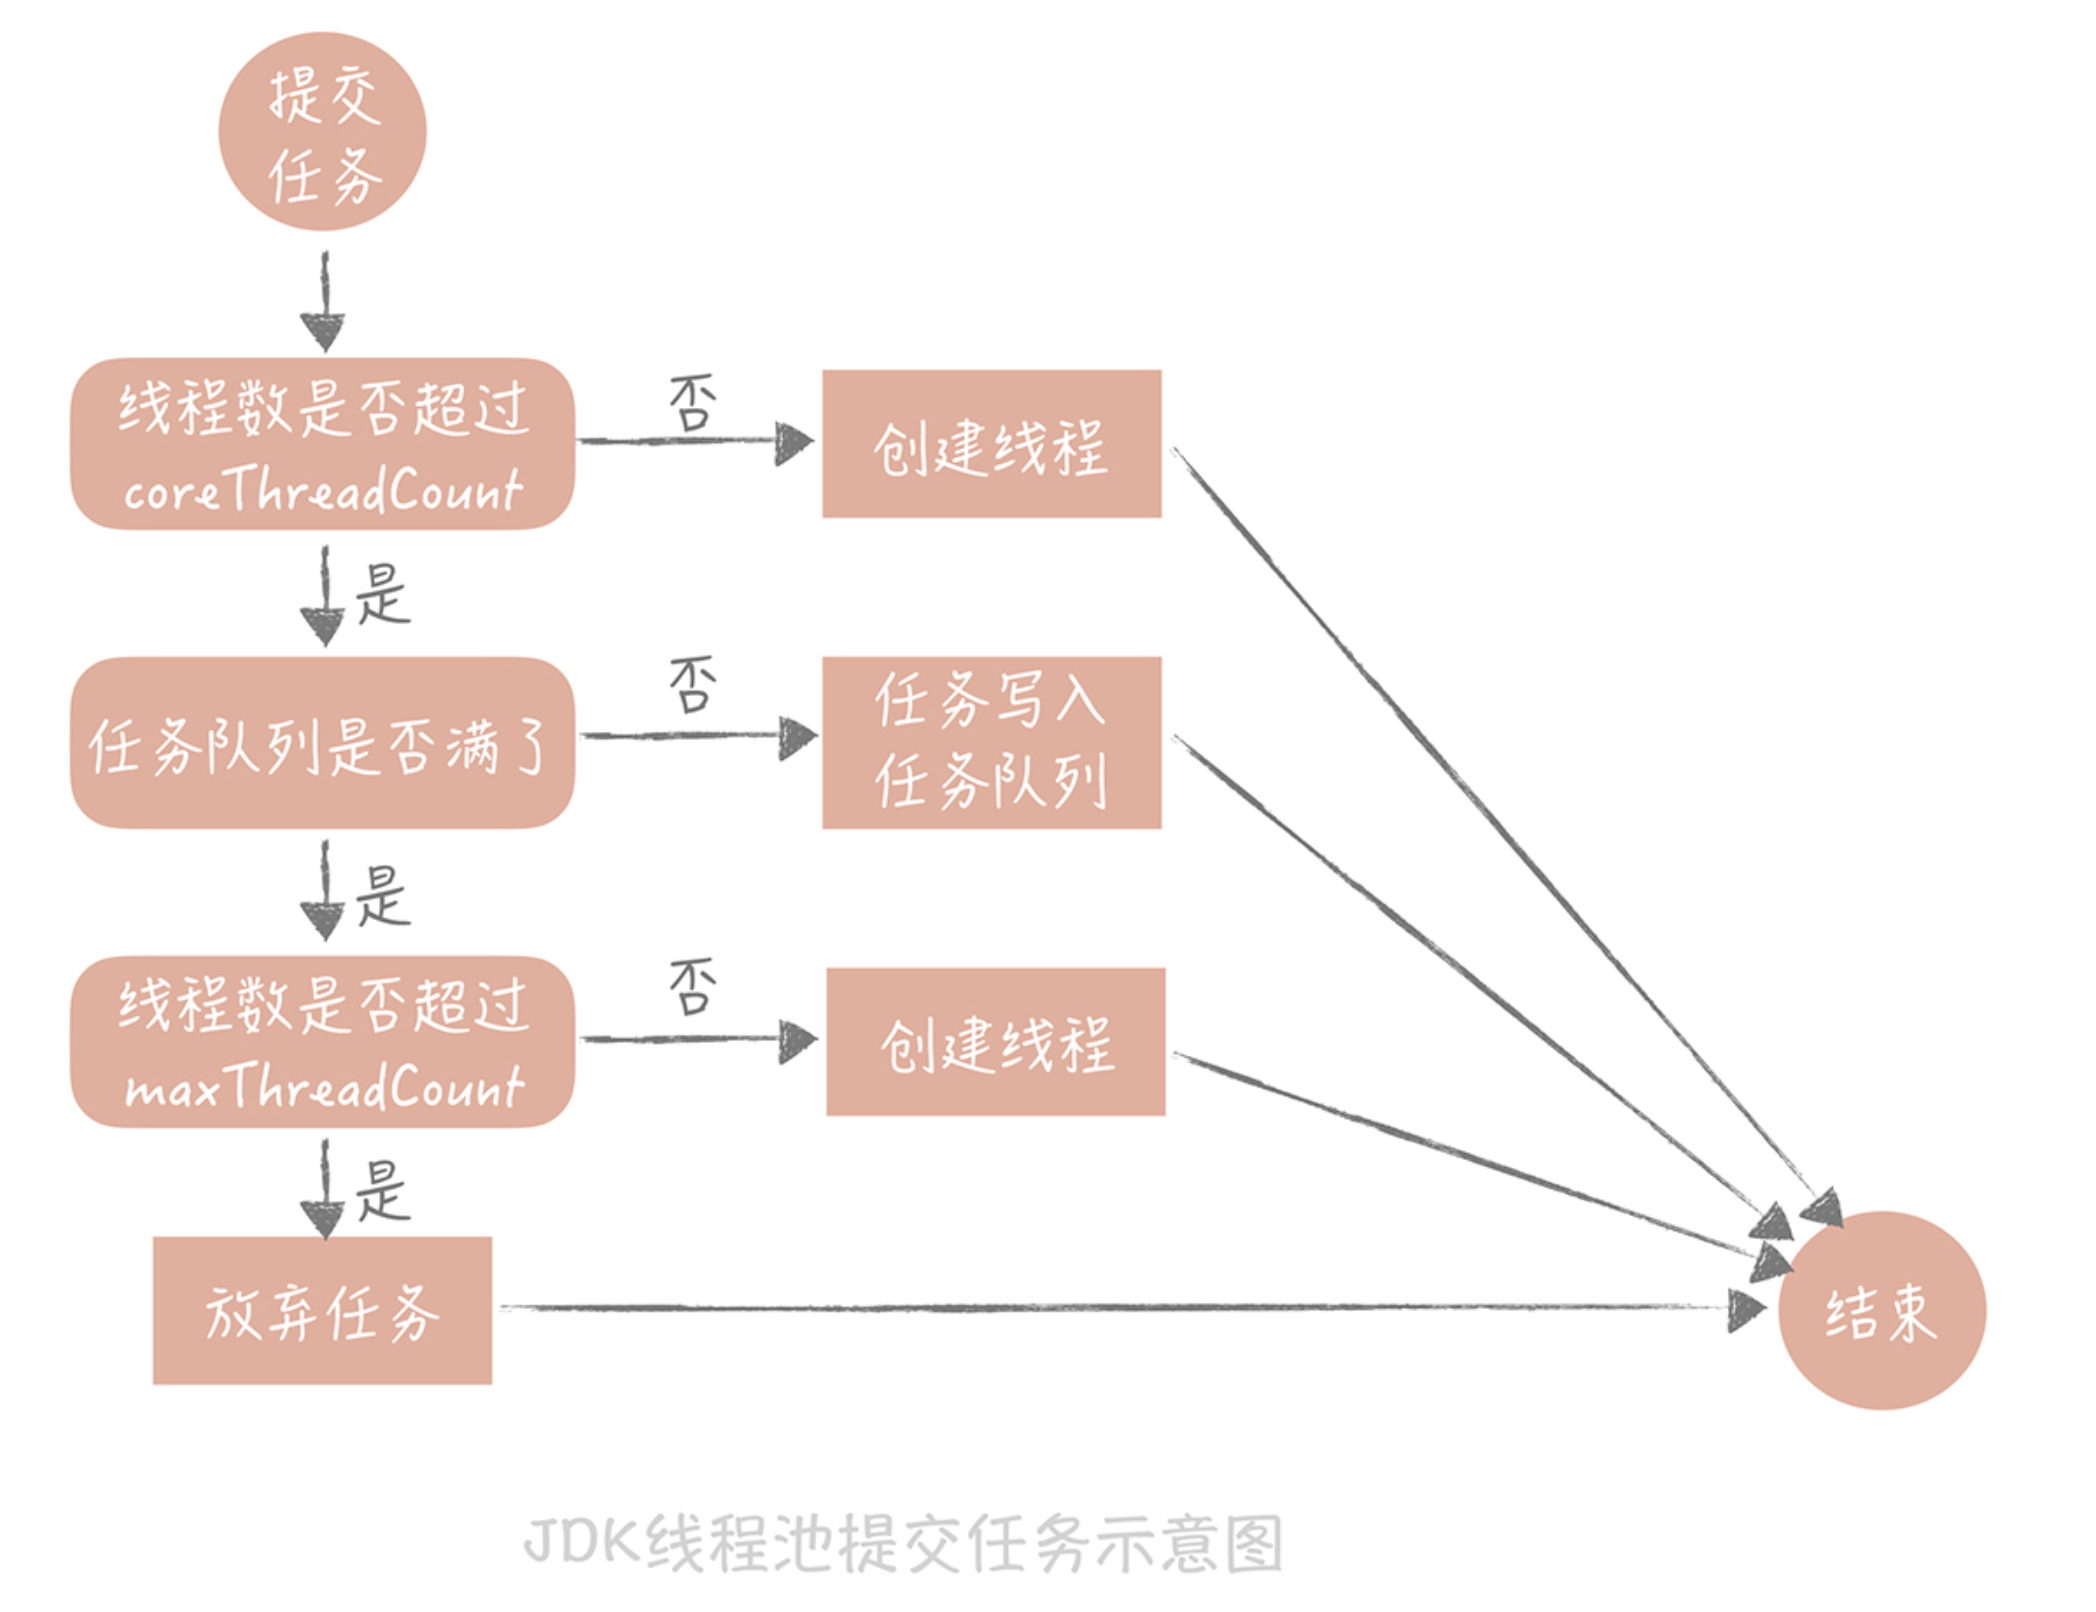 提交
任务
线程数是否超过
coreThreadCount
否
创建线程
是
任务队列是否满了
否
任务写入
任务队列
是
线程数是否超过
maxThreadCount
否
创建线程
是
放弃任务
结束
JDK线程池提交任务示意图